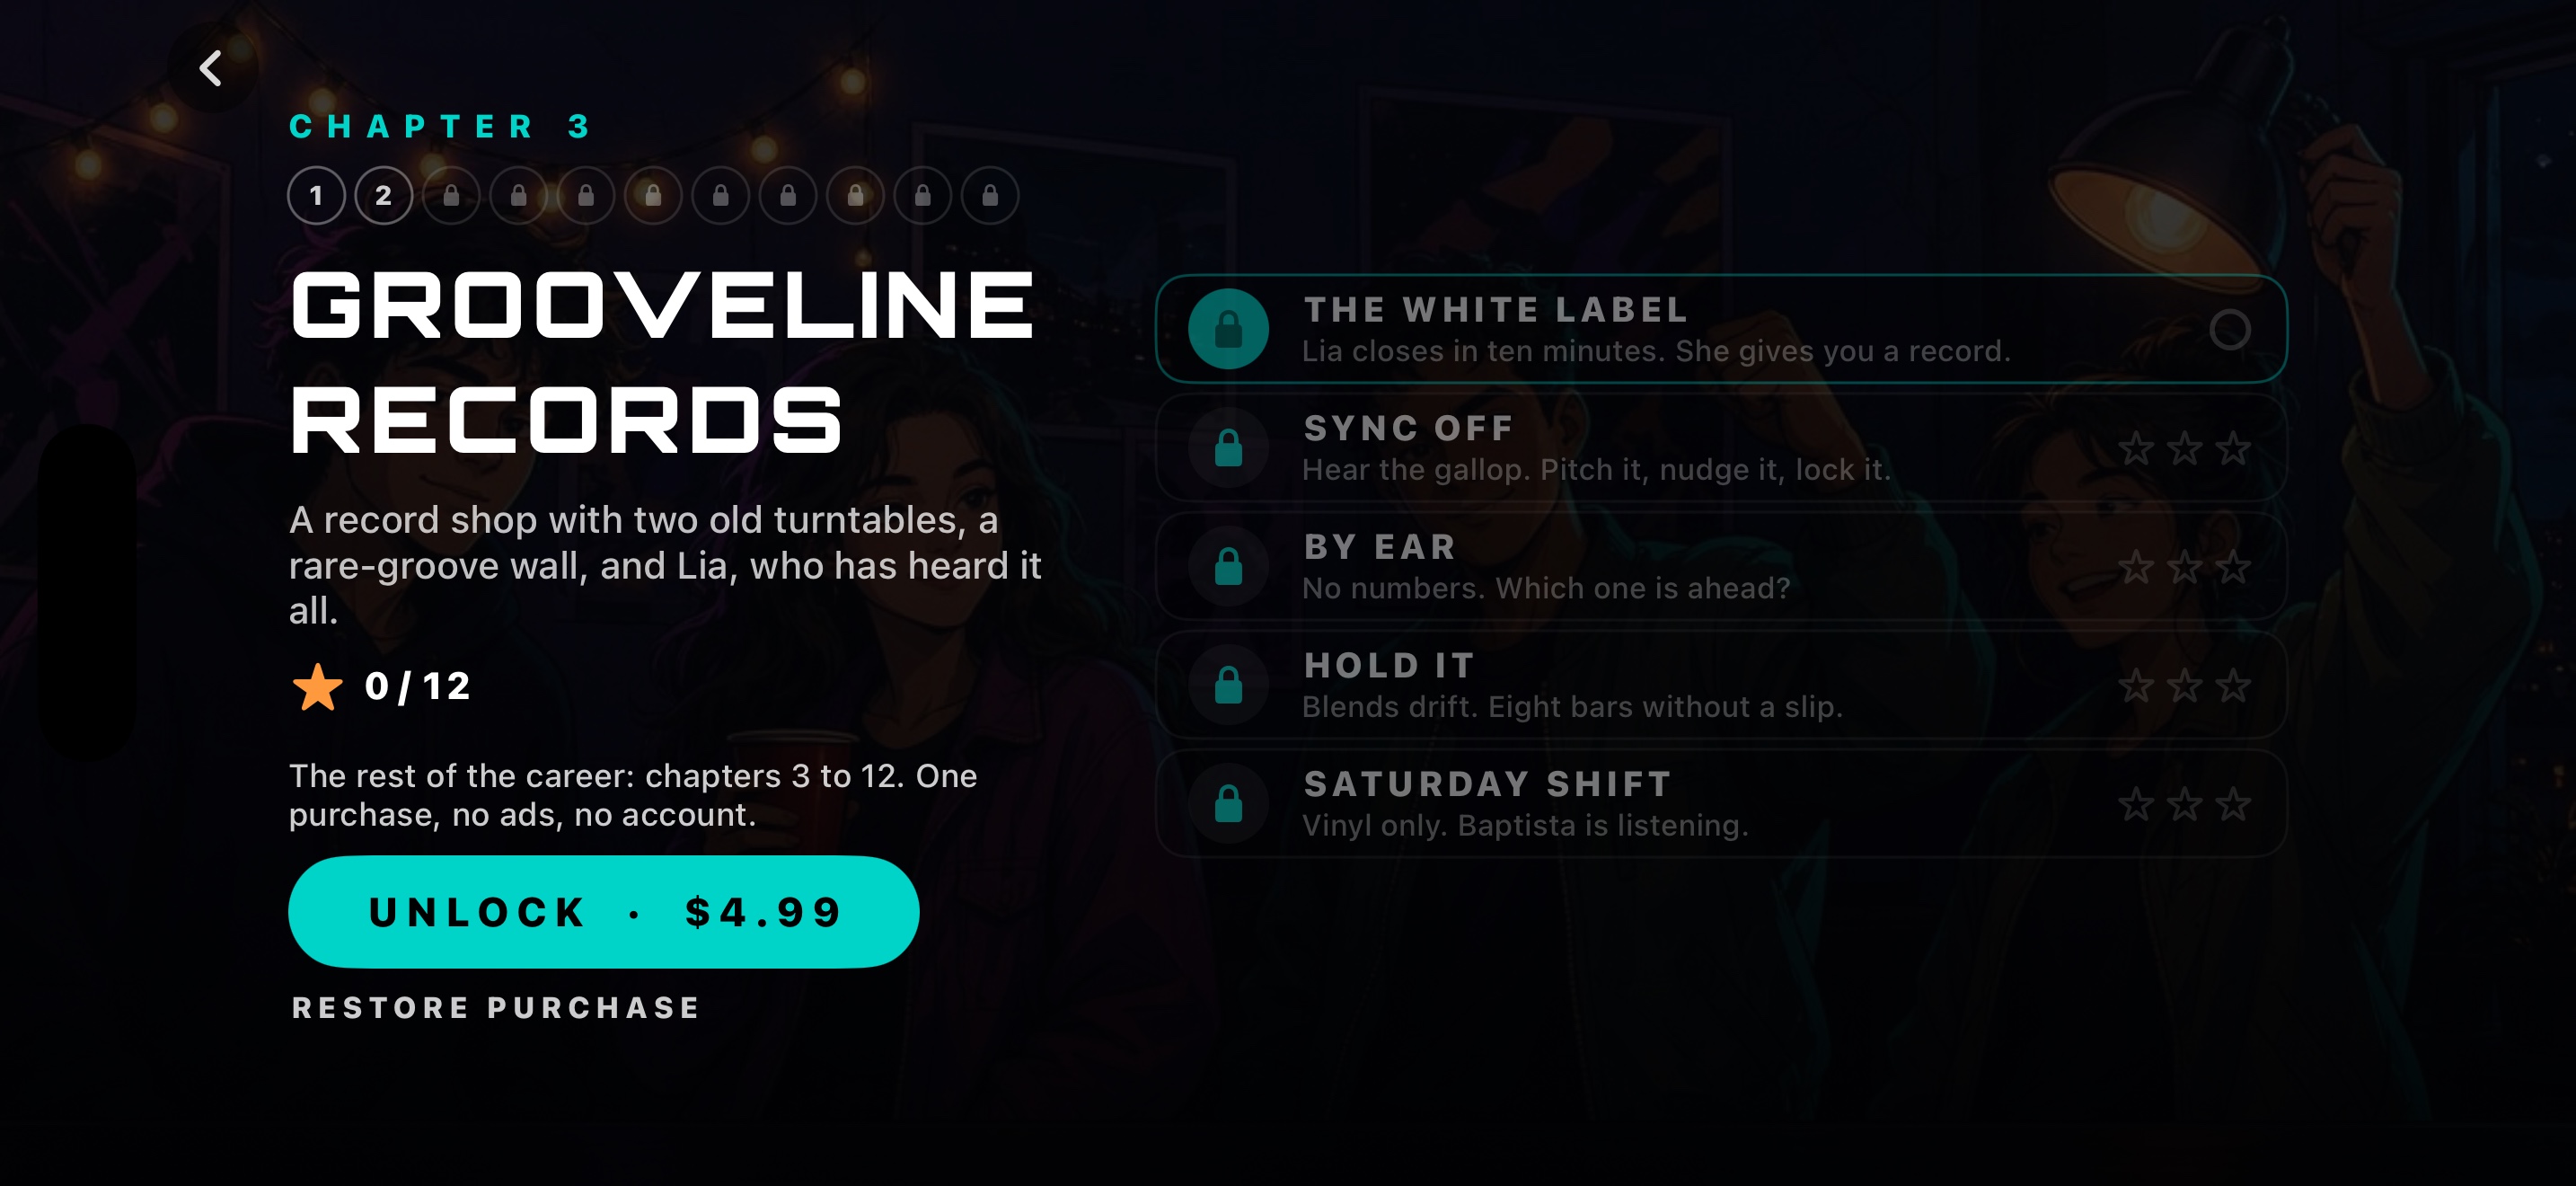 CHAPTER 3
1 2
GROOVELINE
RECORDS
A record shop with two old turntables, a
rare-groove wall, and Lia, who has heard it
all.
0/12
The rest of the career: chapters 3 to 12. One
purchase, no ads, no account.
UNLOCK · $4.99
RESTORE PURCHASE
THE WHITE LABEL
Lia closes in ten minutes. She gives you a record.
SYNC OFF
Hear the gallop. Pitch it, nudge it, lock it.
BY EAR
No numbers. Which one is ahead?
HOLD IT
Blends drift. Eight bars without a slip.
SATURDAY SHIFT
Vinyl only. Baptista is listening.